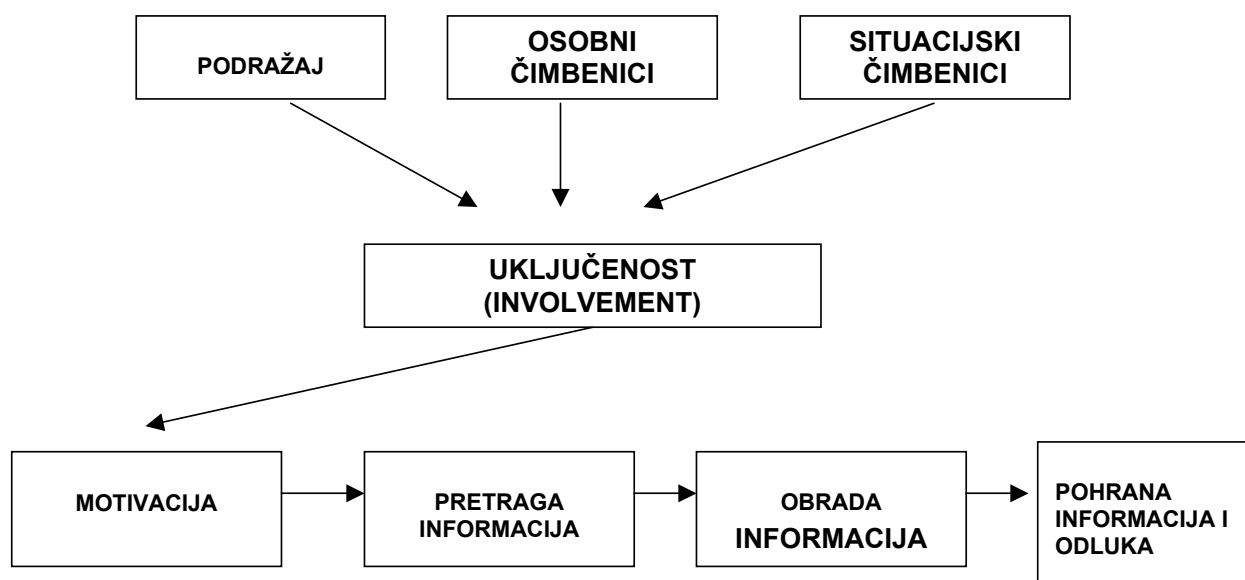 PODRAŽAJ
OSOBNI
ČIMBENICI
SITUACIJSKI
ČIMBENICI
UKLJUČENOST
(INVOLVEMENT)
MOTIVACIJA
PRETRAGA
INFORMACIJA
OBRADA
INFORMACIJA
POHRANA
INFORMACIJA I
ODLUKA